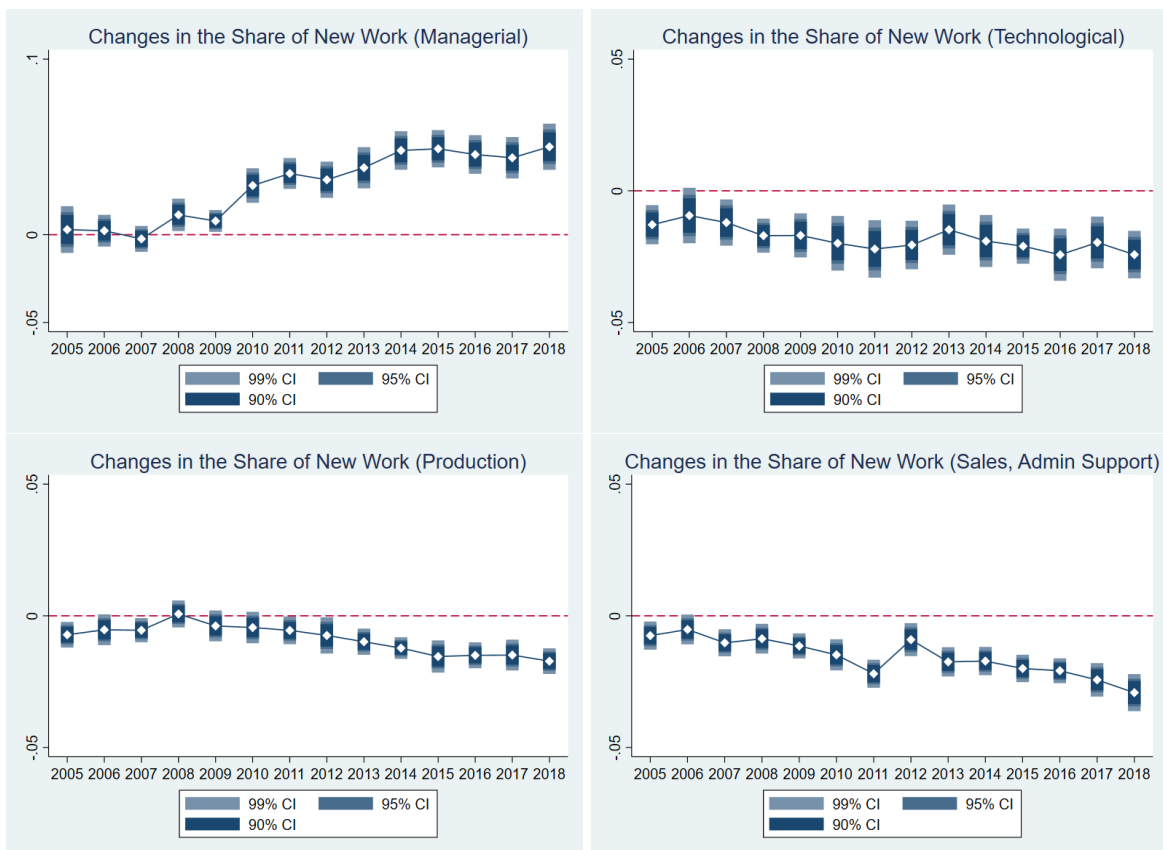 Changes in the Share of New Work (Managerial)
.1
0
-.05
2005 2006 2007 2008 2009 2010 2011 2012 2013 2014 2015 2016 2017 2018
99% CI 95% CI
90% CI
Changes in the Share of New Work (Technological)
.05
0
-.05
2005 2006 2007 2008 2009 2010 2011 2012 2013 2014 2015 2016 2017 2018
99% CI 95% CI
90% CI
Changes in the Share of New Work (Production)
.05
0
-.05
2005 2006 2007 2008 2009 2010 2011 2012 2013 2014 2015 2016 2017 2018
99% CI 95% CI
90% CI
Changes in the Share of New Work (Sales, Admin Support)
.05
0
-.05
2005 2006 2007 2008 2009 2010 2011 2012 2013 2014 2015 2016 2017 2018
99% CI 95% CI
90% CI